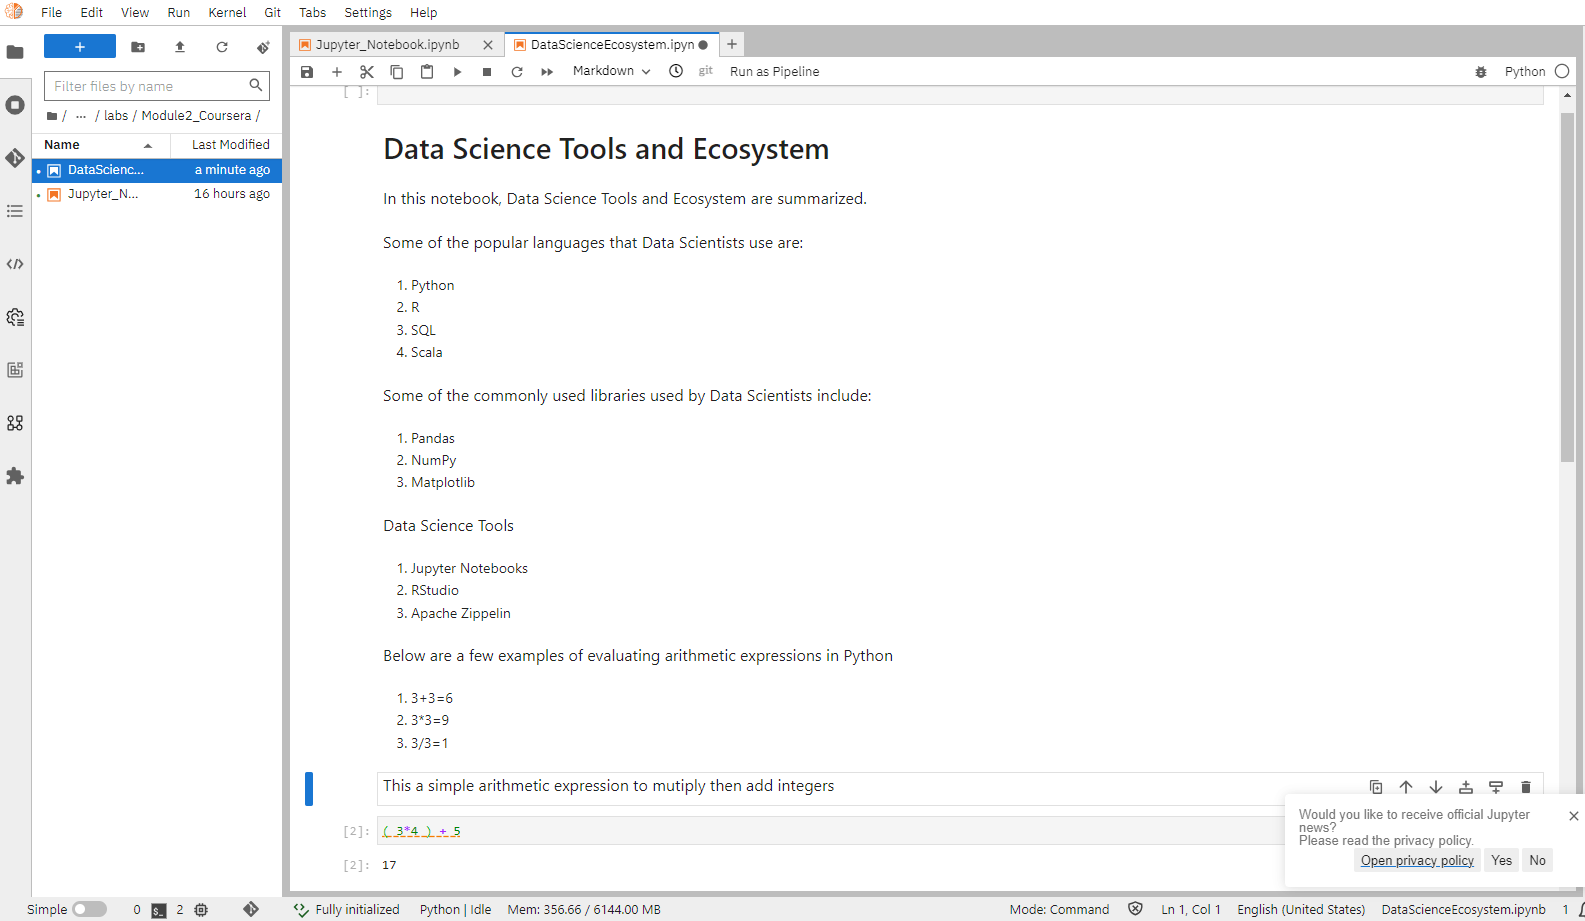 File Edit View Run Kernel Git Tabs Settings Help
Jupyter_Notebook.ipynb
DataScienceEcosystem.ipyn
Markdown
git
Run as Pipeline
Python
Filter files by name
/ ... / labs / Module2_Coursera /
Name Last Modified
DataScienc... a minute ago
Jupyter_N... 16 hours ago
[ ]:
Data Science Tools and Ecosystem
In this notebook, Data Science Tools and Ecosystem are summarized.
Some of the popular languages that Data Scientists use are:
1. Python
2. R
3. SQL
4. Scala
Some of the commonly used libraries used by Data Scientists include:
1. Pandas
2. NumPy
3. Matplotlib
Data Science Tools
1. Jupyter Notebooks
2. RStudio
3. Apache Zippelin
Below are a few examples of evaluating arithmetic expressions in Python
1. 3+3=6
2. 3*3=9
3. 3/3=1
This a simple arithmetic expression to mutiply then add integers
[2]: ( 3*4 ) + 5
[2]: 17
Would you like to receive official Jupyter
news?
Please read the privacy policy.
Open privacy policy Yes No
Simple 0 2 Fully initialized Python | Idle Mem: 356.66 / 6144.00 MB Mode: Command Ln 1, Col 1 English (United States) DataScienceEcosystem.ipynb 1